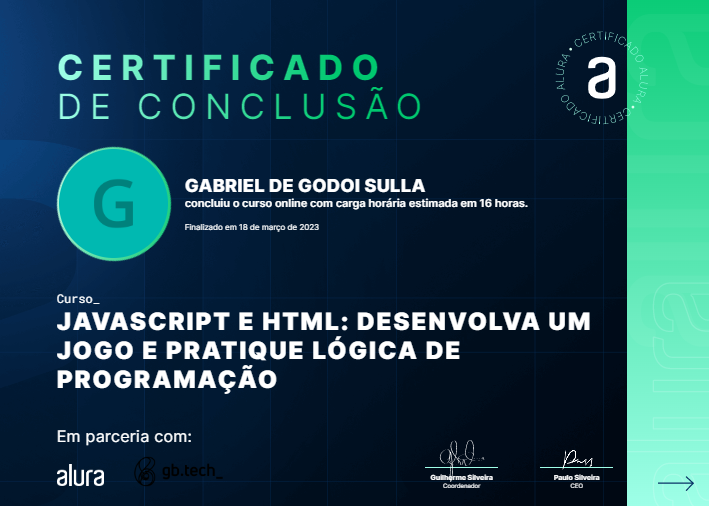 CERTIFICADO
DE CONCLUSÃO
CERTIFICADO ALURA • CERTIFICADO ALURA •
a
G
GABRIEL DE GODOI SULLA
concluiu o curso online com carga horária estimada em 16 horas.
Finalizado em 18 de março de 2023
Curso_
JAVASCRIPT E HTML: DESENVOLVA UM
JOGO E PRATIQUE LÓGICA DE
PROGRAMAÇÃO
Em parceria com:
alura
gb.tech_
Guilherme Silveira
Coordenador
Paulo Silveira
CEO
alura